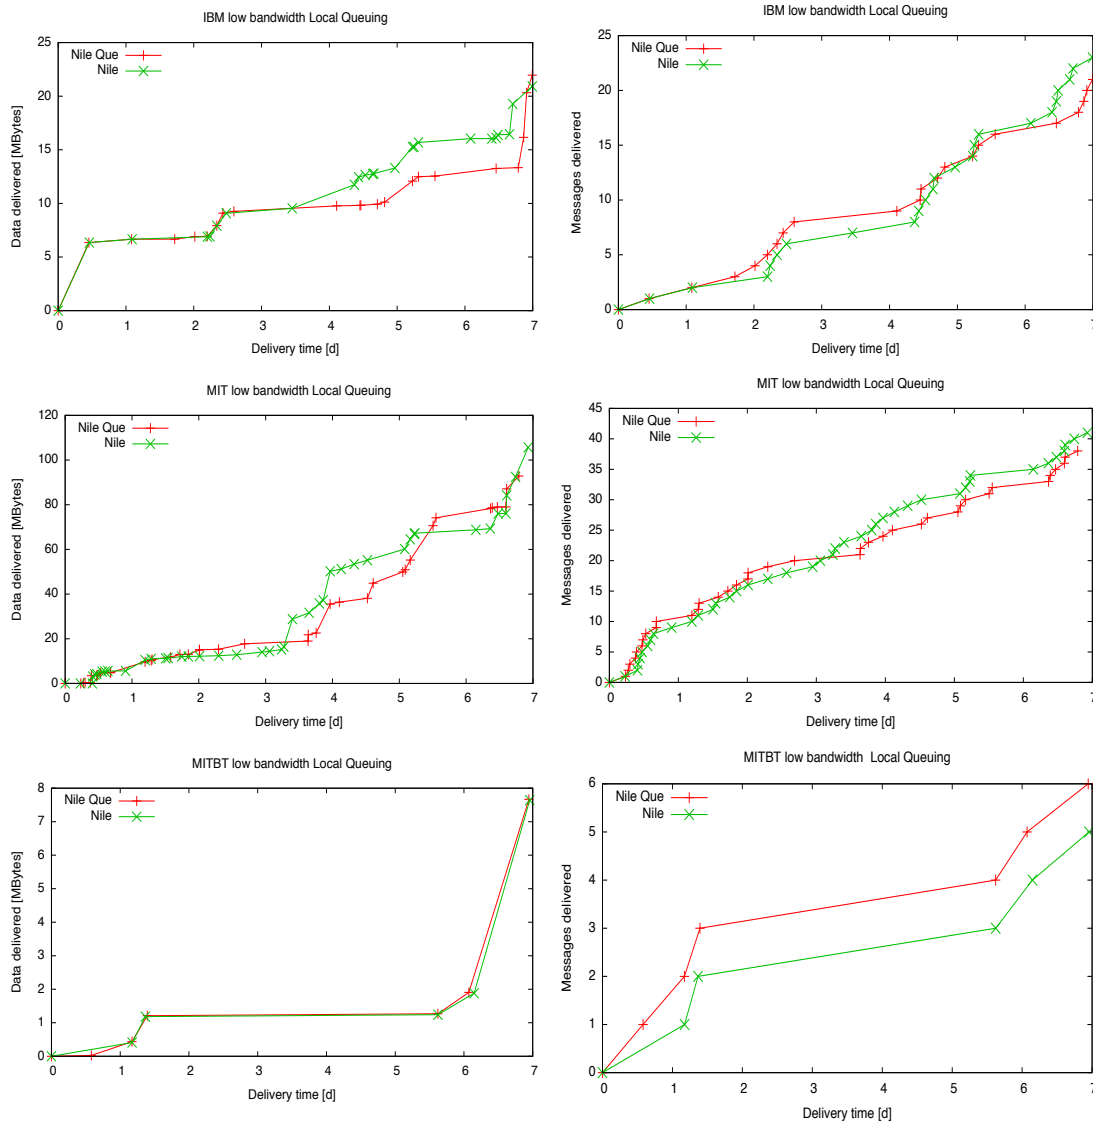 IBM low bandwidth Local Queuing
Data delivered [MBytes]
25
20
15
10
5
0
Nile Que
Nile
0 1 2 3 4 5 6 7
Delivery time [d]
IBM low bandwidth Local Queuing
Messages delivered
25
20
15
10
5
0
Nile Que
Nile
0 1 2 3 4 5 6 7
Delivery time [d]
MIT low bandwidth Local Queuing
Data delivered [MBytes]
120
100
80
60
40
20
0
Nile Que
Nile
0 1 2 3 4 5 6 7
Delivery time [d]
MIT low bandwidth Local Queuing
Messages delivered
45
40
35
30
25
20
15
10
5
0
Nile Que
Nile
0 1 2 3 4 5 6 7
Delivery time [d]
MITBT low bandwidth Local Queuing
Data delivered [MBytes]
8
7
6
5
4
3
2
1
0
Nile Que
Nile
0 1 2 3 4 5 6 7
Delivery time [d]
MITBT low bandwidth Local Queuing
Messages delivered
6
5
4
3
2
1
0
Nile Que
Nile
0 1 2 3 4 5 6 7
Delivery time [d]